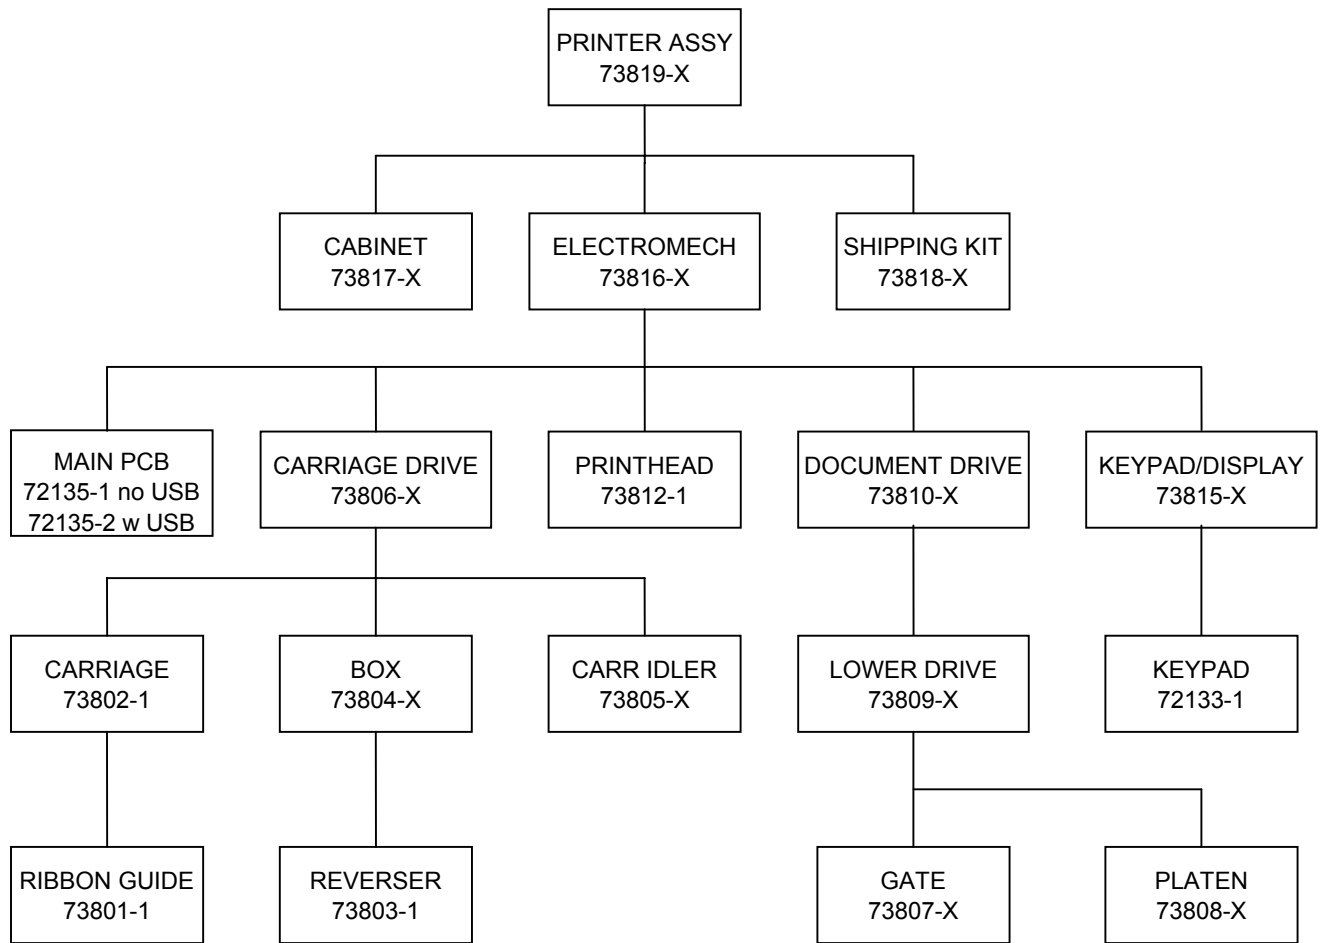 PRINTER ASSY
73819-X
CABINET
73817-X
ELECTROMECH
73816-X
SHIPPING KIT
73818-X
MAIN PCB
72135-1 no USB
72135-2 w USB
CARRIAGE DRIVE
73806-X
PRINTHEAD
73812-1
DOCUMENT DRIVE
73810-X
KEYPAD/DISPLAY
73815-X
CARRIAGE
73802-1
BOX
73804-X
CARR IDLER
73805-X
LOWER DRIVE
73809-X
KEYPAD
72133-1
RIBBON GUIDE
73801-1
REVERSER
73803-1
GATE
73807-X
PLATEN
73808-X